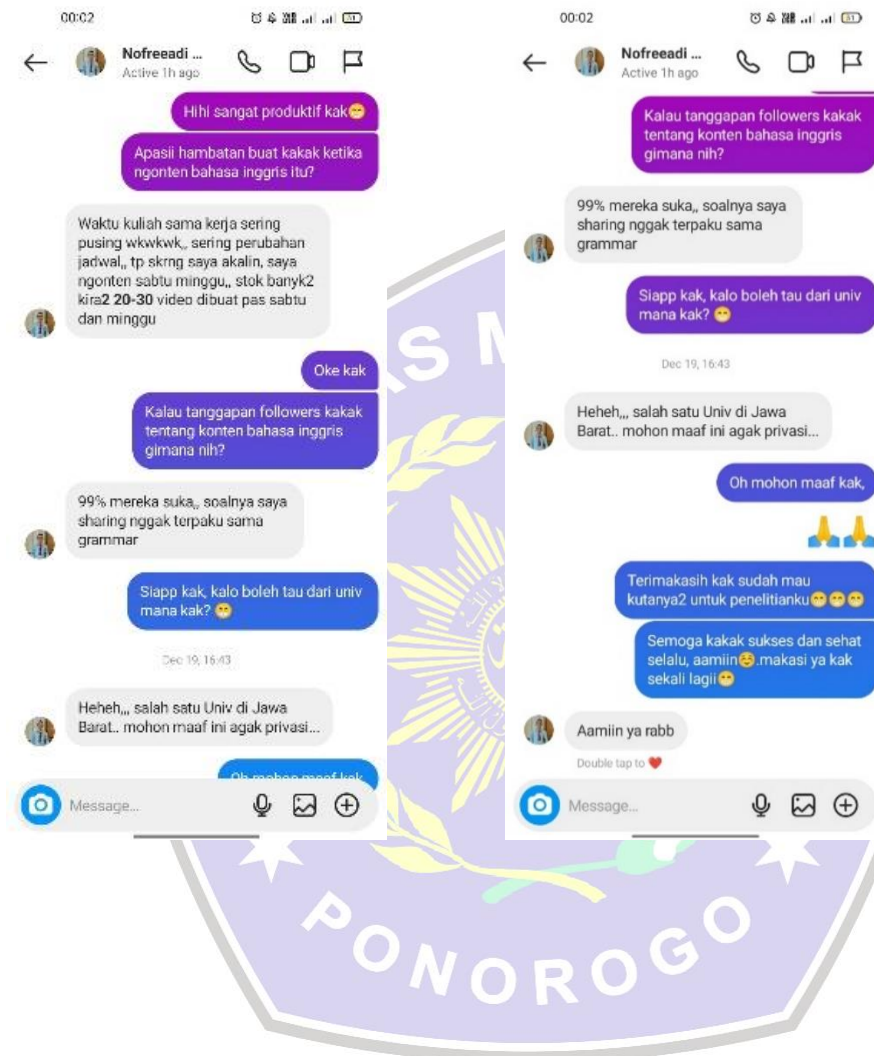 00:02
Nofreeadi ...
Active 1h ago
Hihi sangat produktif kak😁
Apasii hambatan buat kakak ketika
ngonten bahasa inggris itu?
Waktu kuliah sama kerja sering
pusing wkwkwk,, sering perubahan
jadwal,, tp skrng saya akalin, saya
ngonten sabtu minggu,, stok banyk2
kira2 20-30 video dibuat pas sabtu
dan minggu
Oke kak
Kalau tanggapan followers kakak
tentang konten bahasa inggris
gimana nih?
99% mereka suka,, soalnya saya
sharing nggak terpaku sama
grammar
Siapp kak, kalo boleh tau dari univ
mana kak? 😁
Dec 19, 16:43
Heheh,,, salah satu Univ di Jawa
Barat.. mohon maaf ini agak privasi...
Oh mohon maaf kak,
Message...
00:02
Nofreeadi ...
Active 1h ago
Kalau tanggapan followers kakak
tentang konten bahasa inggris
gimana nih?
99% mereka suka,, soalnya saya
sharing nggak terpaku sama
grammar
Siapp kak, kalo boleh tau dari univ
mana kak? 😁
Dec 19, 16:43
Heheh,,, salah satu Univ di Jawa
Barat.. mohon maaf ini agak privasi...
Oh mohon maaf kak,
🙏🙏
Terimakasih kak sudah mau
kutanya2 untuk penelitianku😁😁😁
Semoga kakak sukses dan sehat
selalu, aamiin☺️.makasi ya kak
sekali lagii😁
Aamiin ya rabb
Double tap to ❤️
Message...
PONOROGO